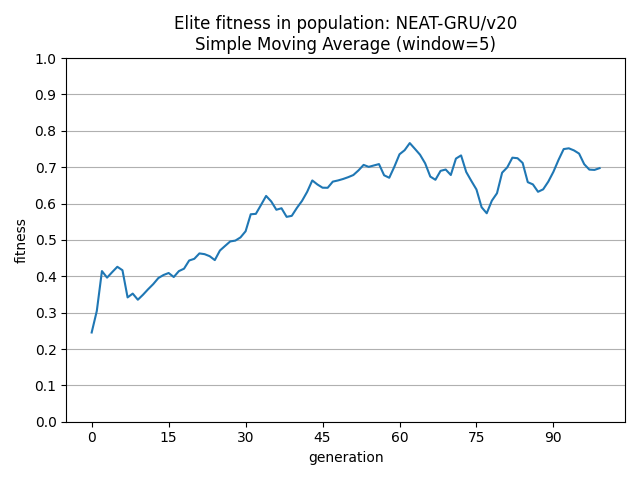 Elite fitness in population: NEAT-GRU/v20
Simple Moving Average (window=5)
1.0
0.9
0.8
0.7
0.6
0.5
0.4
0.3
0.2
0.1
0.0
fitness
0 15 30 45 60 75 90
generation